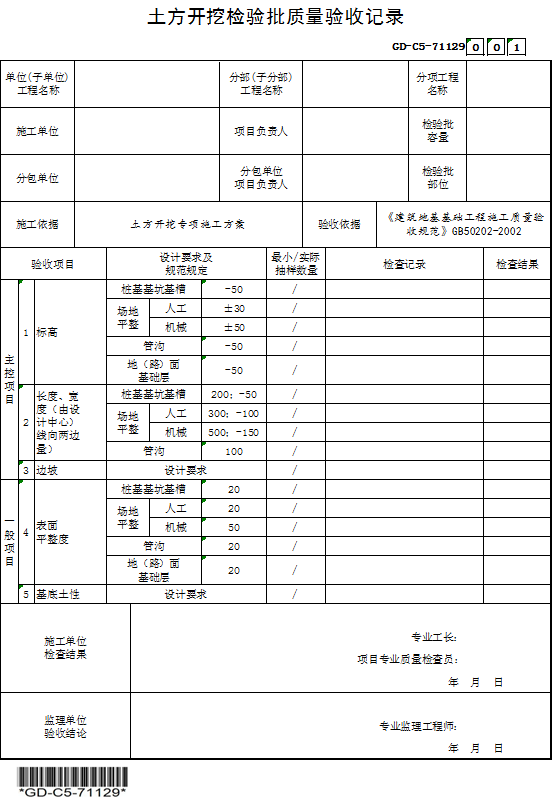 土方开挖检验批质量验收记录
GD-C5-71129 0 0 1
单位(子单位)
工程名称
分部(子分部)
工程名称
分项工程
名称
施工单位
项目负责人
检验批
容量
分包单位
分包单位
项目负责人
检验批
部位
施工依据
土方开挖专项施工方案
验收依据
《建筑地基基础工程施工质量验
收规范》GB50202-2002
验收项目
设计要求及
规范规定
最小/实际
抽样数量
检查记录
检查结果
主控项目
1 标高
桩基基坑基槽 -50 /
场地
平整
人工 ±30 /
机械 ±50 /
管沟 -50 /
地（路）面
基础层
-50 /
2
长度、宽
度（由设
计中心）
线向两边
量）
桩基基坑基槽 200；-50 /
场地
平整
人工 300；-100 /
机械 500；-150 /
管沟 100 /
3 边坡 设计要求 /
一般项目
4
表面
平整度
桩基基坑基槽 20 /
场地
平整
人工 20 /
机械 50 /
管沟 20 /
地（路）面
基础层
20 /
5 基底土性 设计要求 /
施工单位
检查结果
专业工长：
项目专业质量检查员：
年 月 日
监理单位
验收结论
专业监理工程师：
年 月 日
*GD-C5-71129*